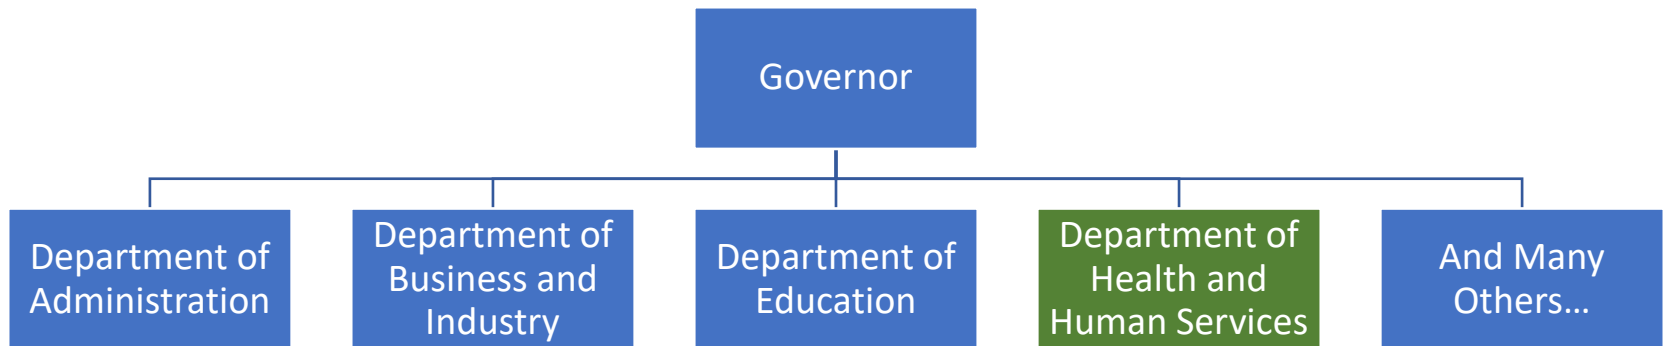 Governor
Department of
Administration
Department of
Business and
Industry
Department of
Education
Department of
Health and
Human Services
And Many
Others...